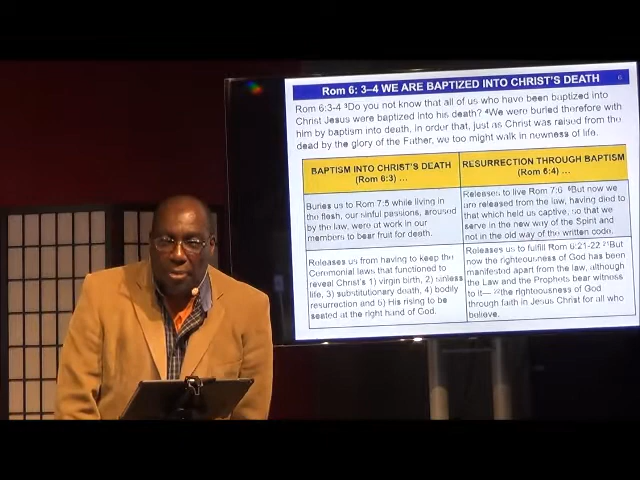 Rom 6: 3–4 WE ARE BAPTIZED INTO CHRIST'S DEATH
6
Rom 6:3-4 ³Do you not know that all of us who have been baptized into
Christ Jesus were baptized into his death? ⁴We were buried therefore with
him by baptism into death, in order that, just as Christ was raised from the
dead by the glory of the Father, we too might walk in newness of life.
BAPTISM INTO CHRIST'S DEATH
(Rom 6:3) ...
RESURRECTION THROUGH BAPTISM
(Rom 6:4) ...
Buries us to Rom 7:5 while living in
the flesh, our sinful passions, aroused
by the law, were at work in our
members to bear fruit for death.
Releases to live Rom 7:6 ⁶But now we
are released from the law, having died to
that which held us captive, so that we
serve in the new way of the Spirit and
not in the old way of the written code.
Releases us from having to keep the
Ceremonial laws that functioned to
reveal Christ's 1) virgin birth, 2) sinless
life, 3) substitutionary death, 4) bodily
resurrection and 5) His rising to be
seated at the right hand of God.
Releases us to fulfill Rom 6:21-22 ²¹But
now the righteousness of God has been
manifested apart from the law, although
the Law and the Prophets bear witness
to it— ²²the righteousness of God
through faith in Jesus Christ for all who
believe.